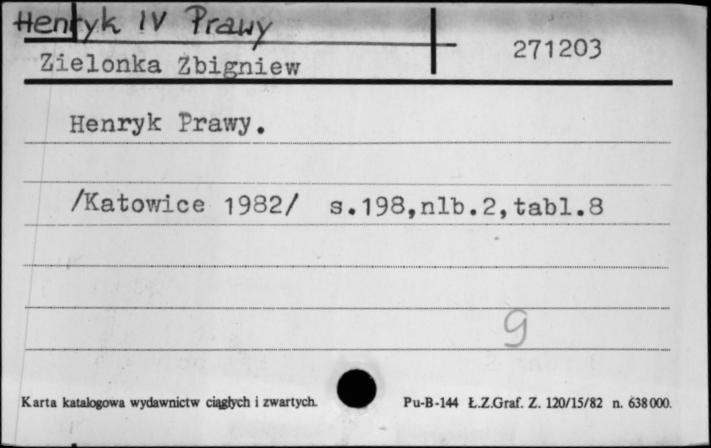 Henryk IV Prawy
Zielonka Zbigniew 271203
Henryk Prawy.
/Katowice 1982/ s.198,nlb.2,tabl.8
9
Karta katalogowa wydawnictw ciągłych i zwartych. Pu-B-144 Ł.Z.Graf. Z. 120/15/82 n. 638000.